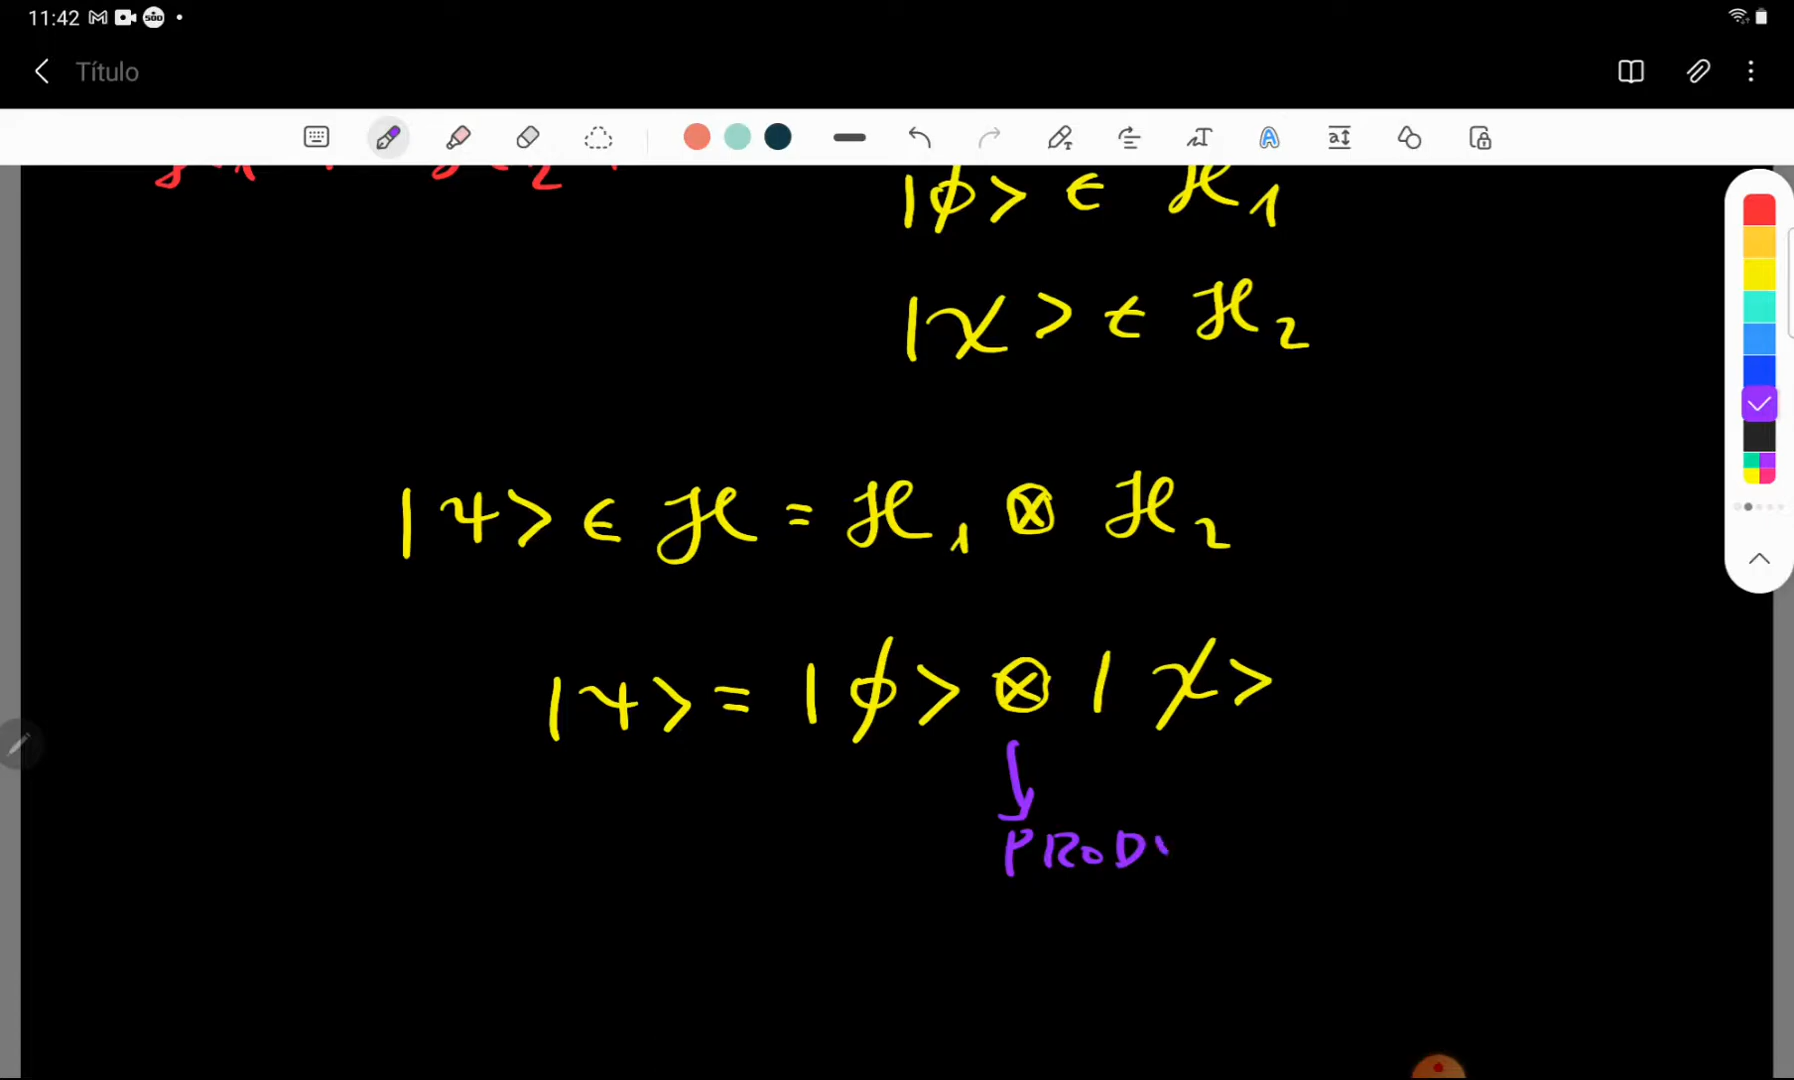 11:42
Título
|ϕ> ∈ ℋ₁
|χ> ∈ ℋ₂
|ψ> ∈ ℋ = ℋ₁ ⊗ ℋ₂
|ψ> = |ϕ> ⊗ |χ>
PROD